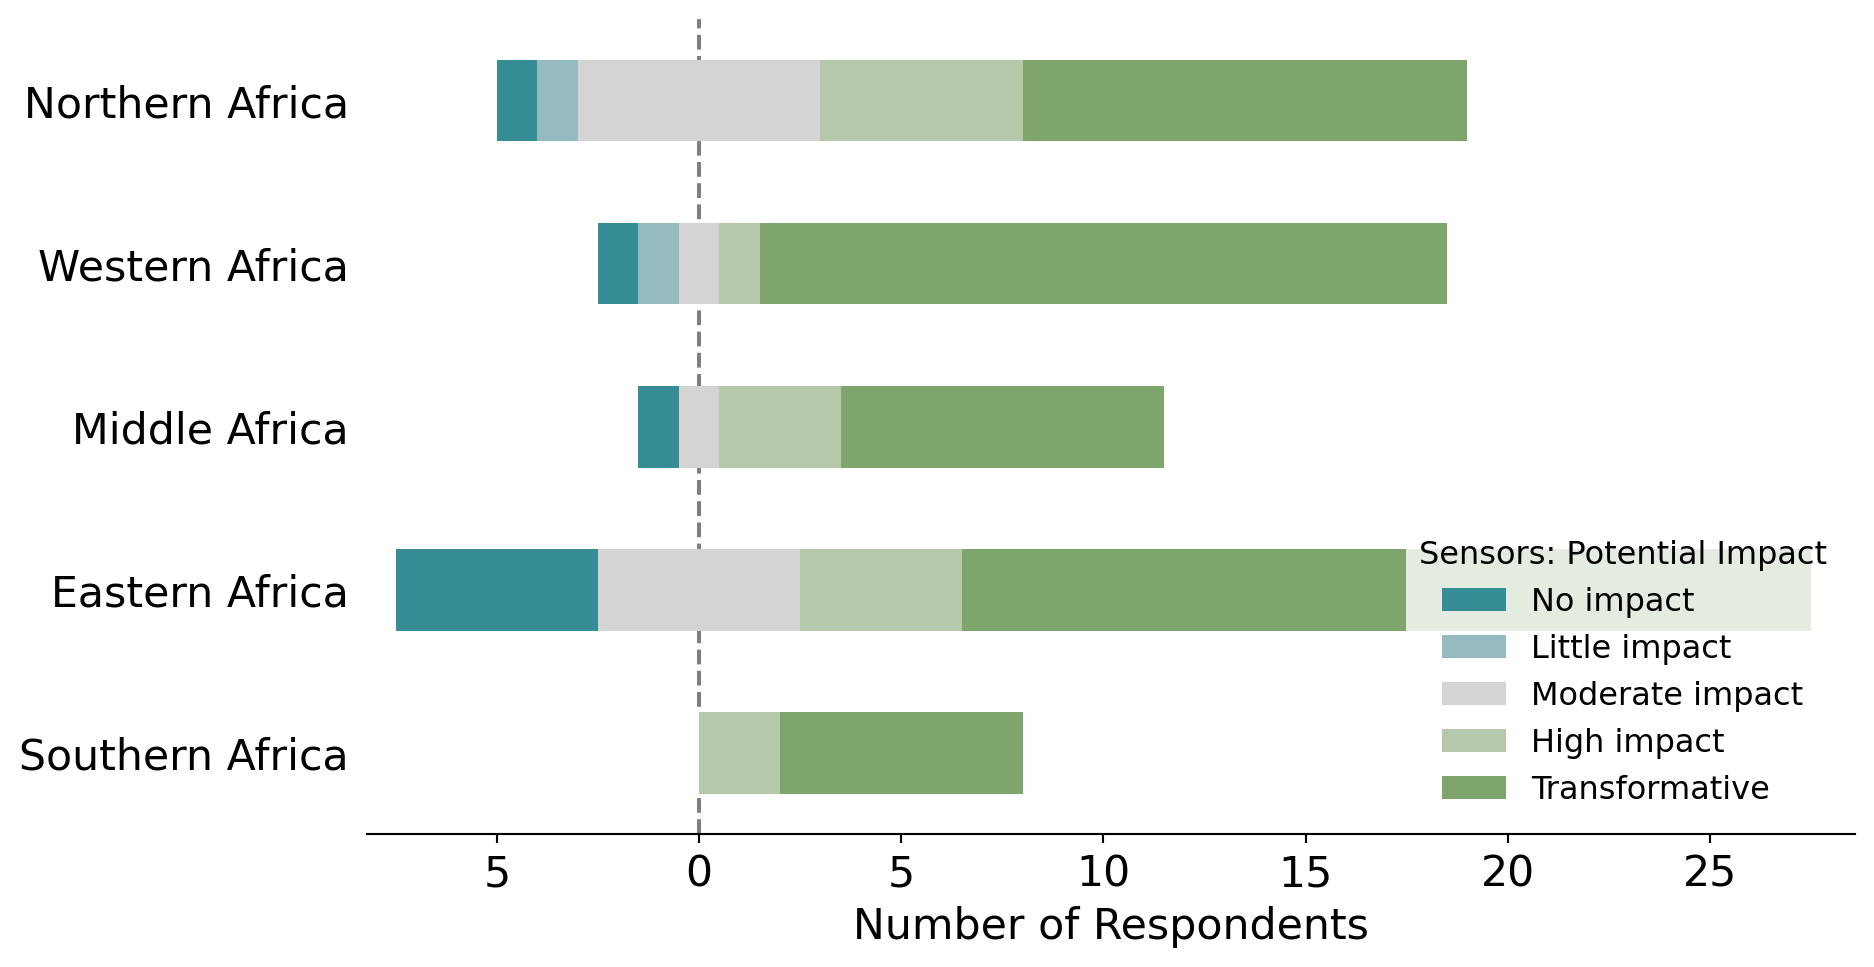 Northern Africa
Western Africa
Middle Africa
Eastern Africa
Southern Africa
Sensors: Potential Impact
No impact
Little impact
Moderate impact
High impact
Transformative
5 0 5 10 15 20 25
Number of Respondents